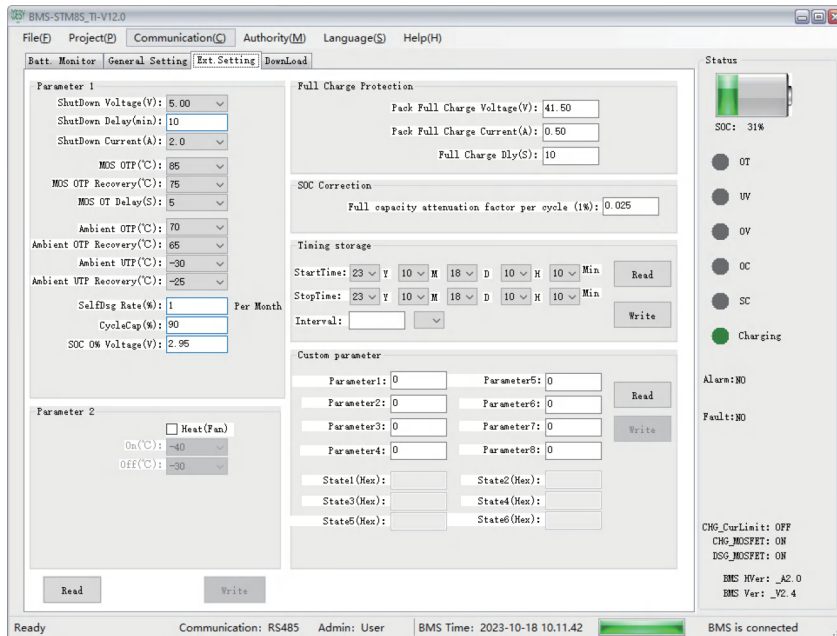 BMS-STM8S_TI-V12.0
File(F) Project(P) Communication(C) Authority(M) Language(S) Help(H)
Batt. Monitor General Setting Ext.Setting DownLoad
Parameter 1
ShutDown Voltage(V): 5.00
ShutDown Delay(min): 10
ShutDown Current(A): 2.0
MOS OTP(℃): 85
MOS OTP Recovery(℃): 75
MOS OT Delay(S): 5
Ambient OTP(℃): 70
Ambient OTP Recovery(℃): 65
Ambient UTP(℃): -30
Ambient UTP Recovery(℃): -25
SelfDsg Rate(%): 1 Per Month
CycleCap(%): 90
SOC 0% Voltage(V): 2.95
Parameter 2
Heat(Fan)
On(℃): -40
Off(℃): -30
Read Write
Full Charge Protection
Pack Full Charge Voltage(V): 41.50
Pack Full Charge Current(A): 0.50
Full Charge Dly(S): 10
SOC Correction
Full capacity attenuation factor per cycle (1%): 0.025
Timing storage
StartTime: 23 Y 10 M 18 D 10 H 10 Min Read
StopTime: 23 Y 10 M 18 D 10 H 10 Min
Interval: Write
Custom parameter
Parameter1: 0 Parameter5: 0
Read
Parameter2: 0 Parameter6: 0
Parameter3: 0 Parameter7: 0 Write
Parameter4: 0 Parameter8: 0
State1(Hex): State2(Hex):
State3(Hex): State4(Hex):
State5(Hex): State6(Hex):
Status
SOC: 31%
OT
UV
OV
OC
SC
Charging
Alarm:NO
Fault:NO
CHG_CurLimit: OFF
CHG_MOSFET: ON
DSG_MOSFET: ON
BMS HVer: _A2.0
BMS Ver: _V2.4
Ready Communication: RS485 Admin: User BMS Time: 2023-10-18 10.11.42 BMS is connected